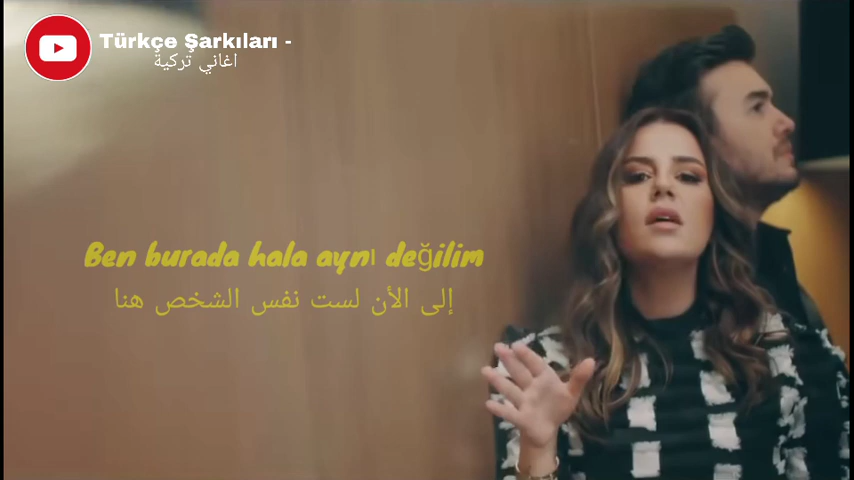 Türkçe Şarkıları -
اغاني تركية
Ben burada hala aynı değilim
إلى الأن لست نفس الشخص هنا